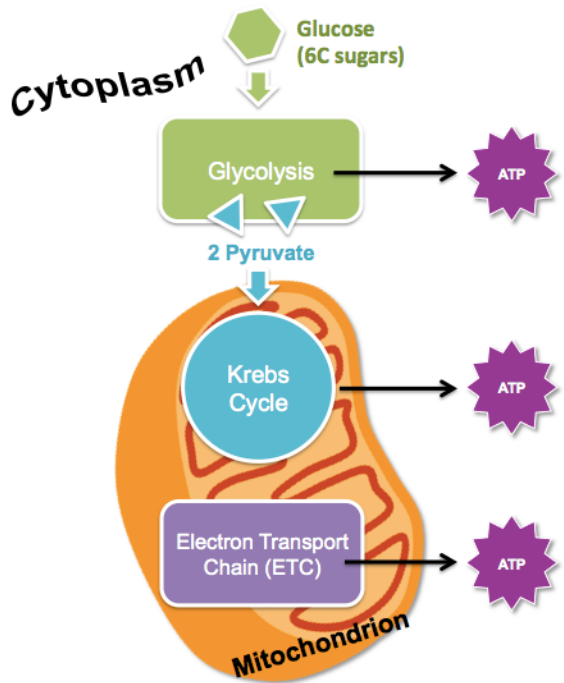 Glucose
(6C sugars)
Cytoplasm
Glycolysis
ATP
2 Pyruvate
Krebs
Cycle
ATP
Electron Transport
Chain (ETC)
ATP
Mitochondrion